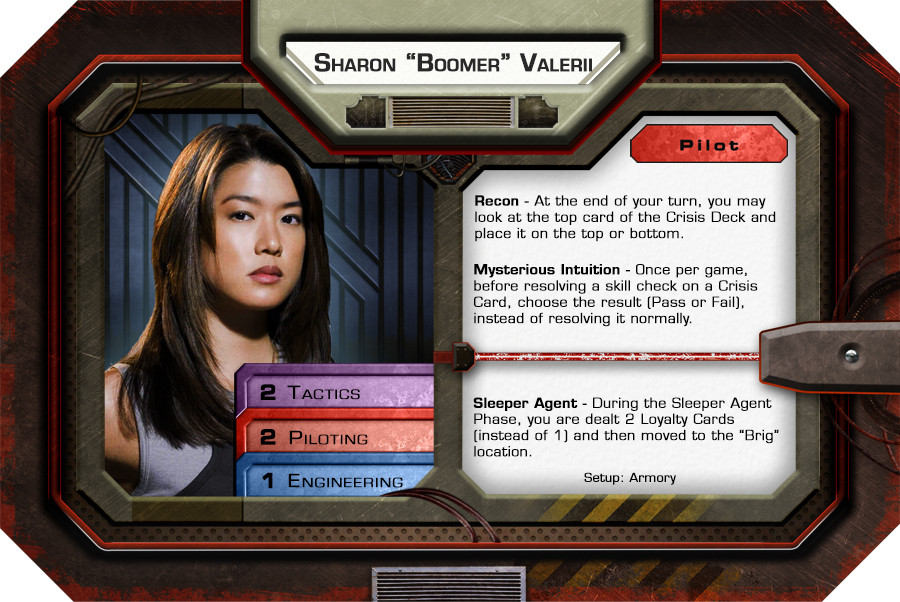 Sharon “Boomer” Valerii
Pilot
Recon - At the end of your turn, you may
look at the top card of the Crisis Deck and
place it on the top or bottom.
Mysterious Intuition - Once per game,
before resolving a skill check on a Crisis
Card, choose the result (Pass or Fail),
instead of resolving it normally.
2 Tactics
2 Piloting
1 Engineering
Sleeper Agent - During the Sleeper Agent
Phase, you are dealt 2 Loyalty Cards
(instead of 1) and then moved to the “Brig”
location.
Setup: Armory